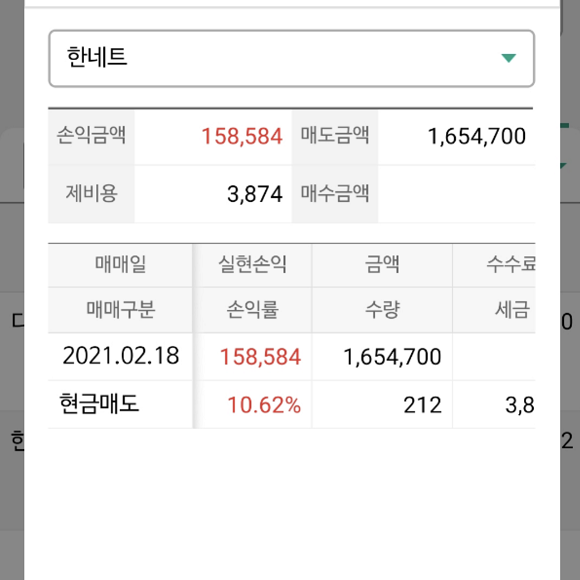 한네트
손익금액 158,584 매도금액 1,654,700
제비용 3,874 매수금액
매매일 실현손익 금액 수수료
매매구분 손익률 수량 세금
2021.02.18 158,584 1,654,700
현금매도 10.62% 212 3,8
0
2